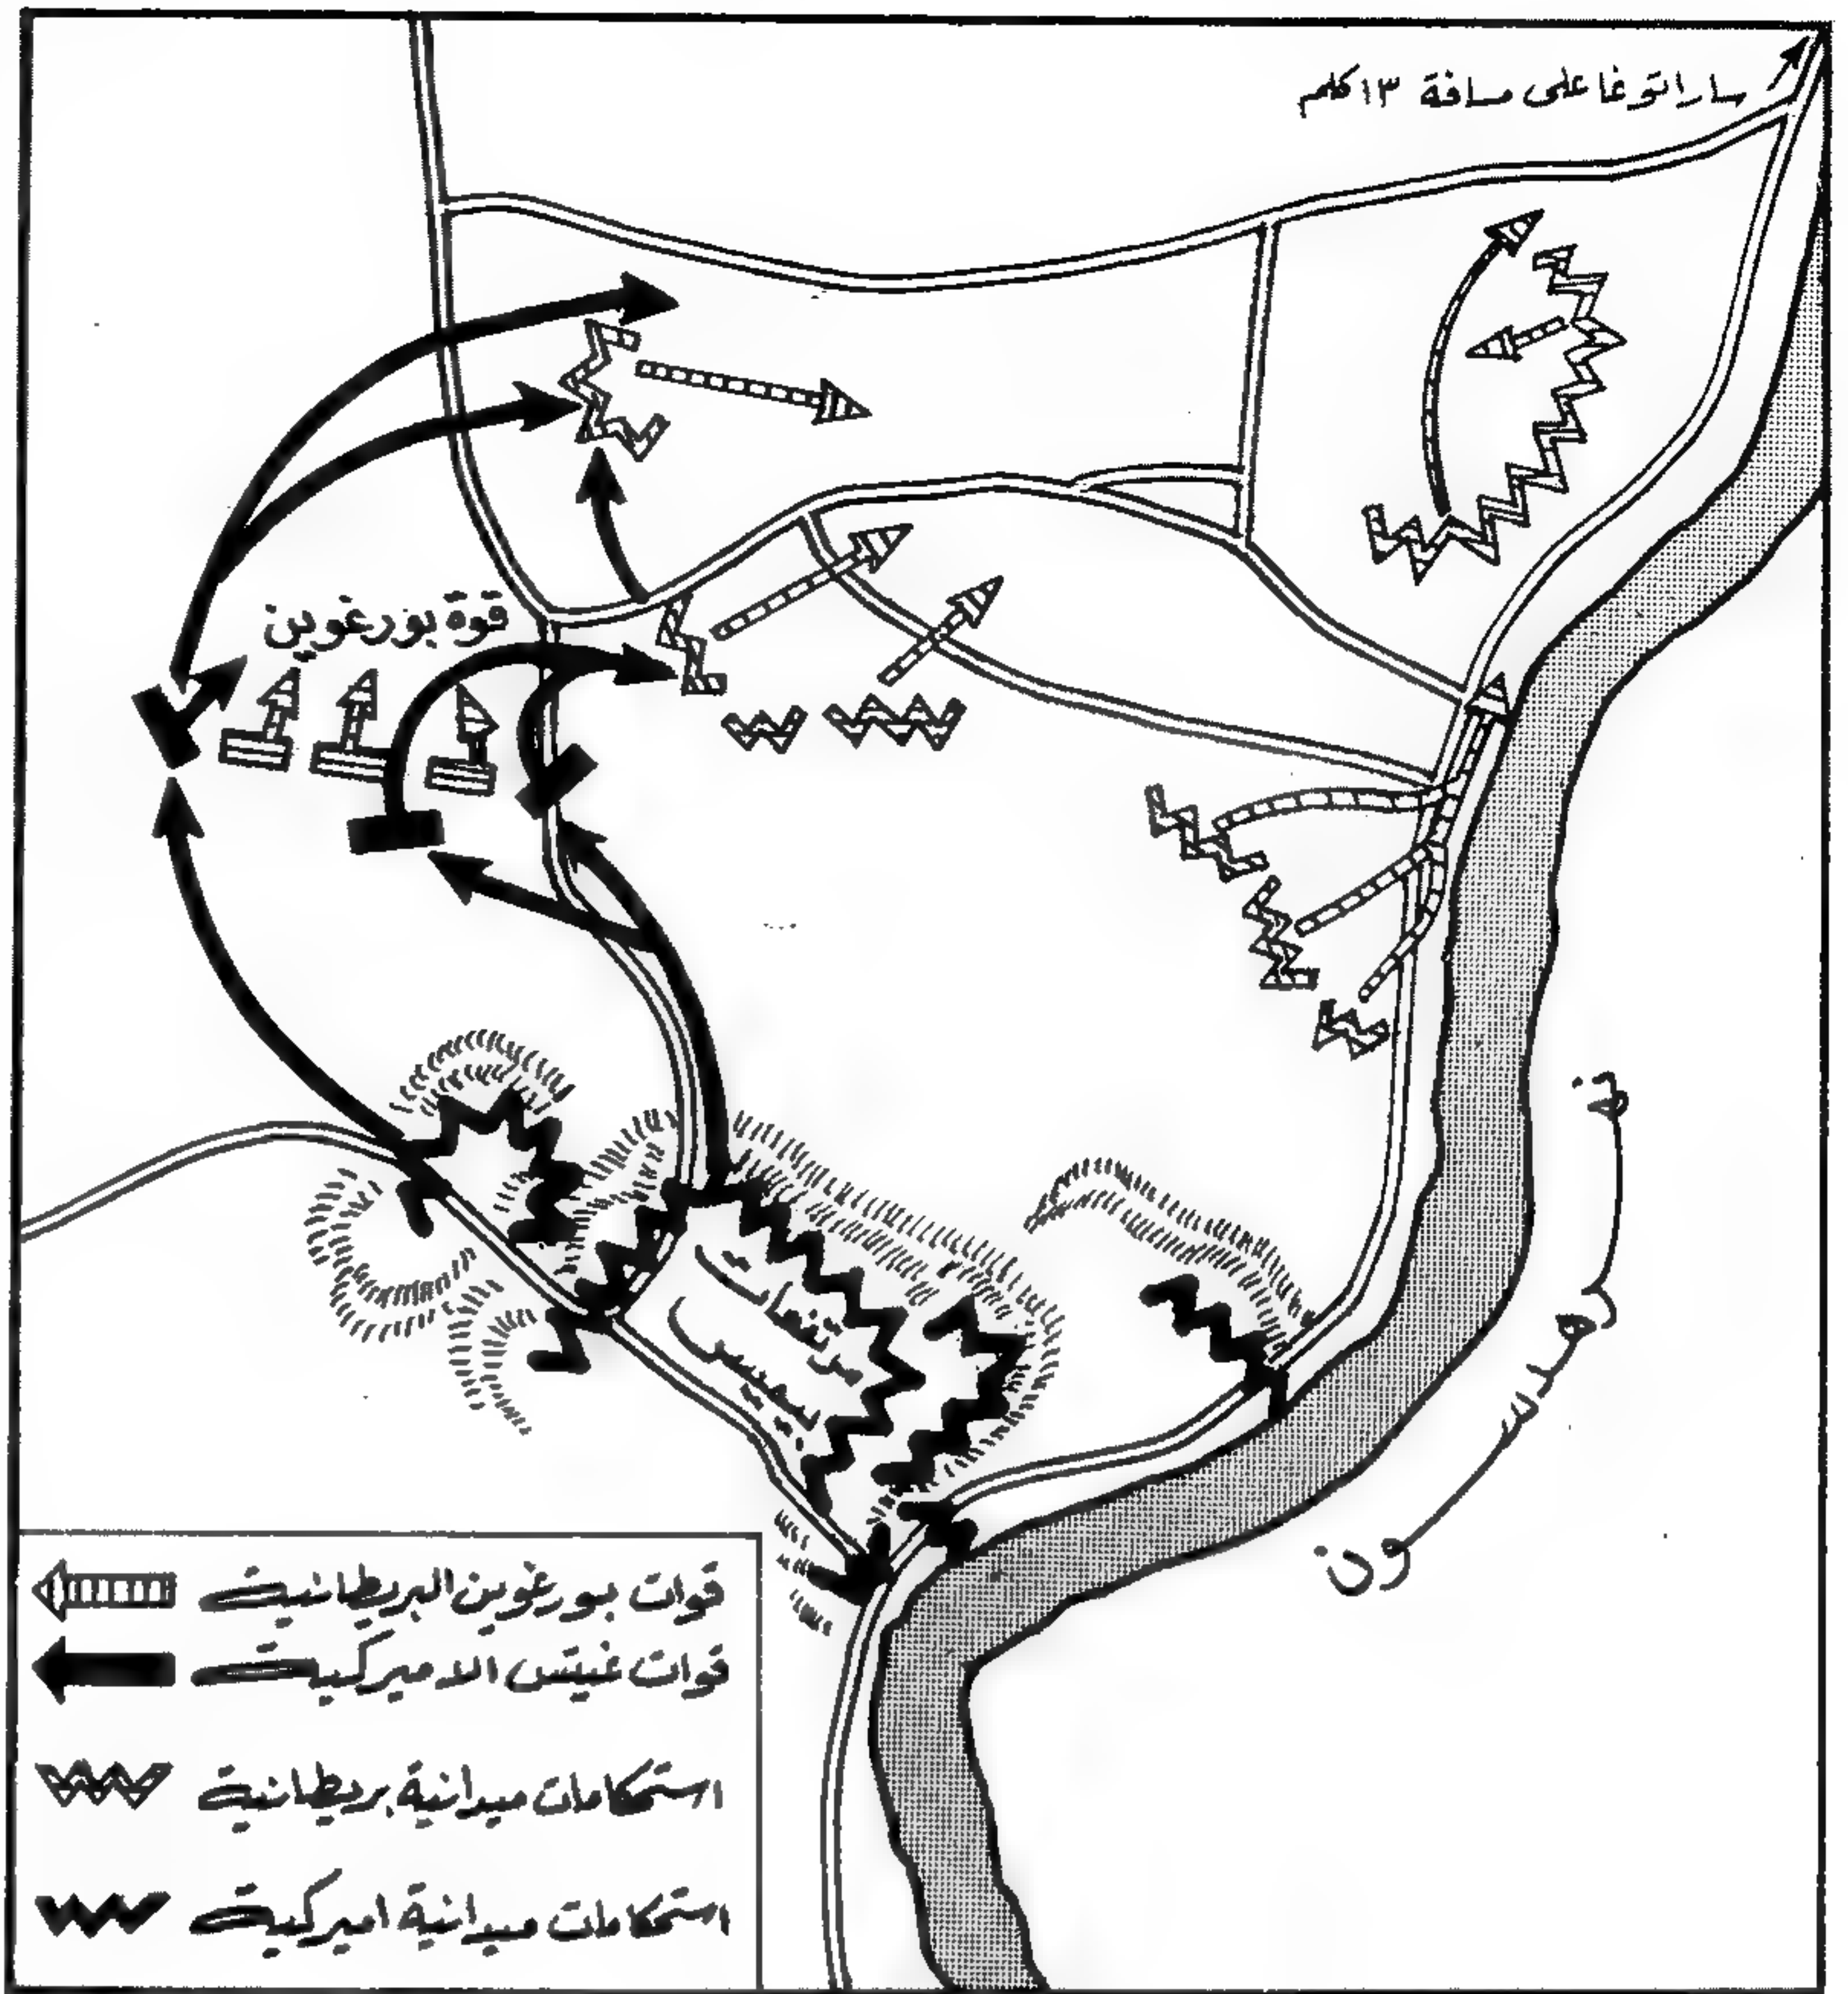 ساراتوغا على مسافة ١٣ كلم
قوة بورغوين
نهر هدسون
مرتفعات
بيميس
قوات بورغوين البريطانية
قوات غيتس الاميركية
استحكامات ميدانية بريطانية
استحكامات ميدانية اميركية